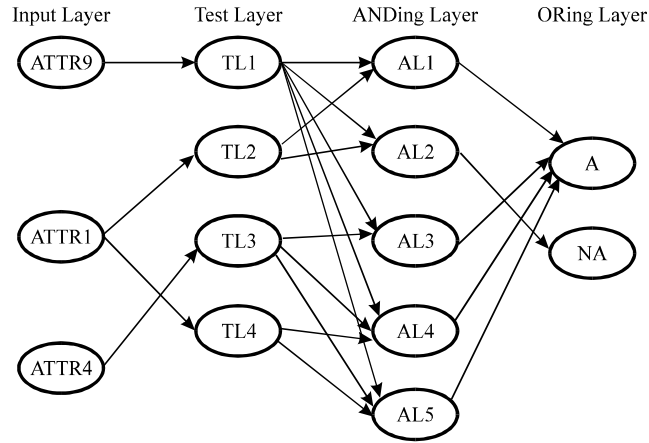 Input Layer Test Layer ANDing Layer ORing Layer
ATTR9 TL1 AL1
TL2 AL2 A
ATTR1 TL3 AL3 NA
TL4 AL4
ATTR4 AL5